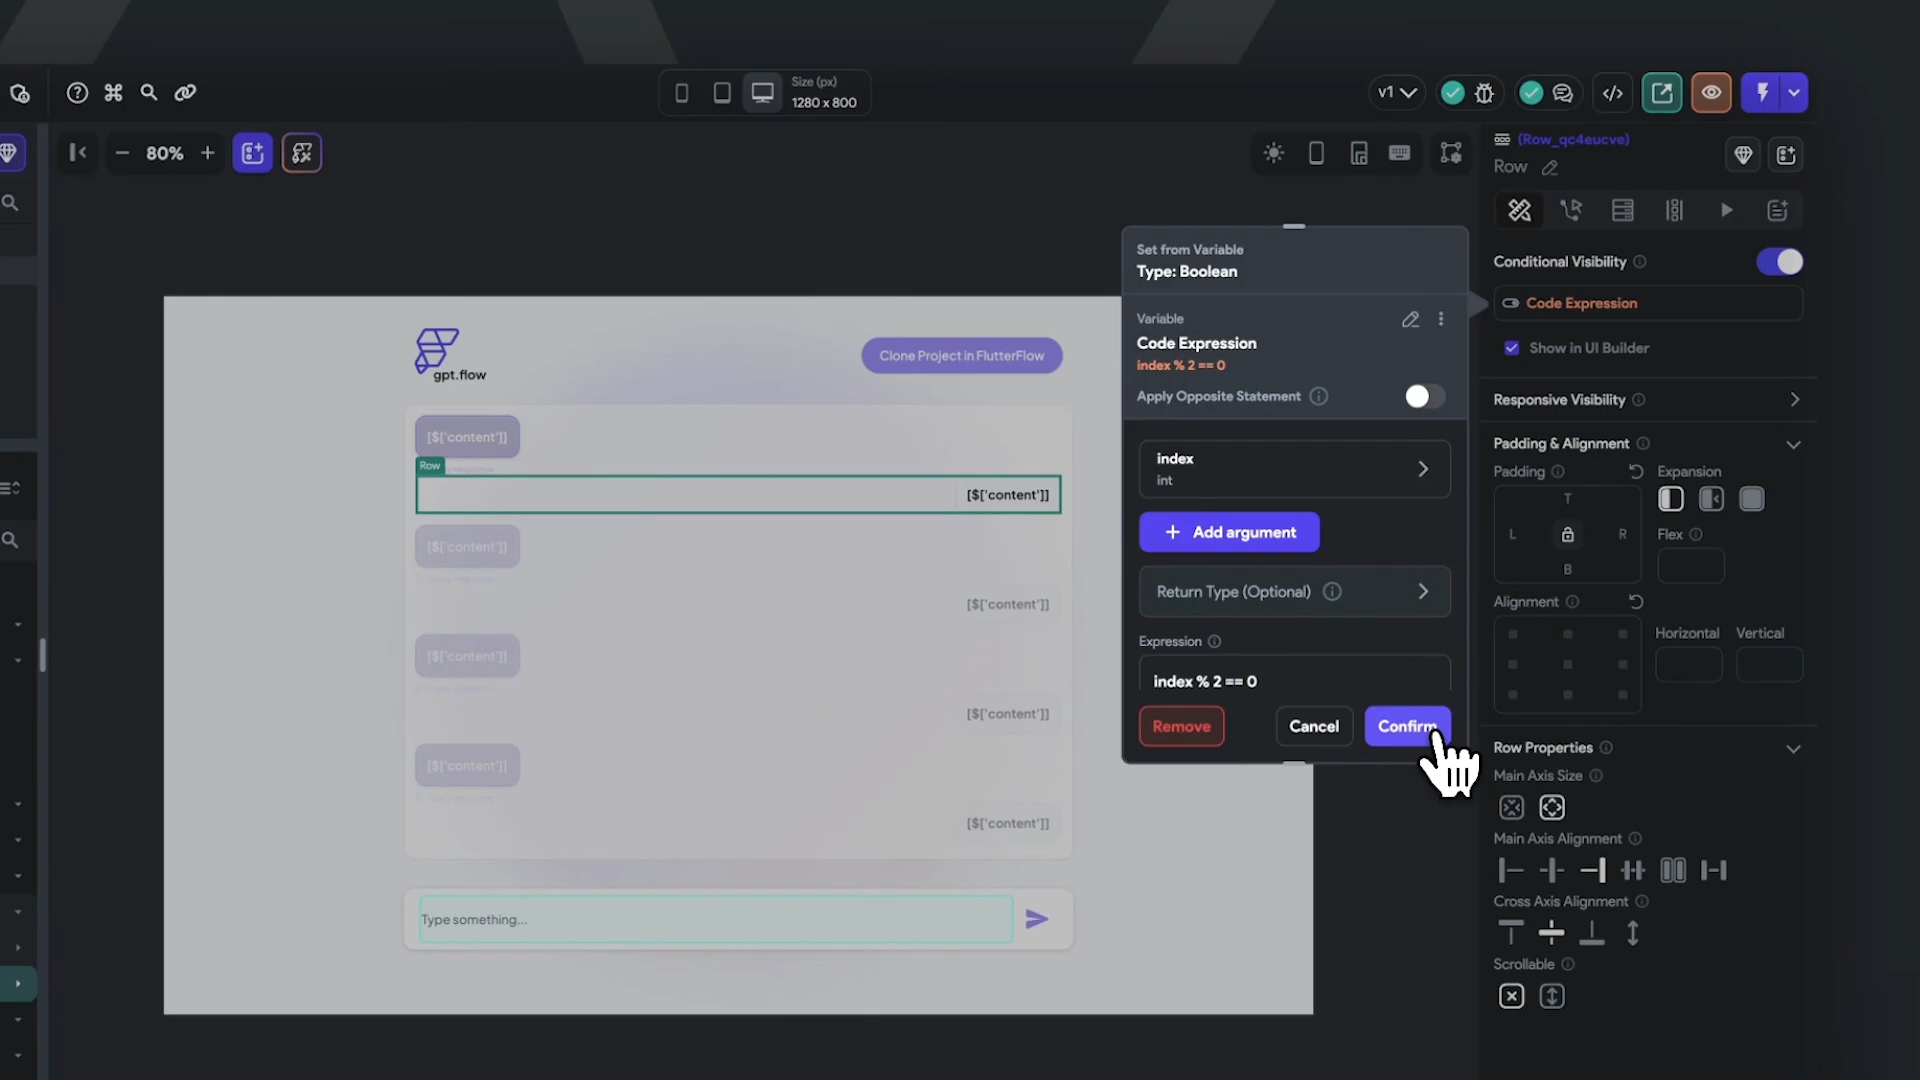 Size (px)
1280 x 800
v1
80%
(Row_qc4eucve)
Row
Conditional Visibility
Code Expression
Show in UI Builder
Responsive Visibility
Padding & Alignment
Padding
Expansion
T
L
R
B
Flex
Alignment
Horizontal
Vertical
Row Properties
Main Axis Size
Main Axis Alignment
Cross Axis Alignment
Scrollable
Set from Variable
Type: Boolean
Variable
Code Expression
index % 2 == 0
Apply Opposite Statement
index
int
+ Add argument
Return Type (Optional)
Expression
index % 2 == 0
Remove
Cancel
Confirm
gpt.flow
Clone Project in FlutterFlow
[$['content']]
Row
[$['content']]
[$['content']]
[$['content']]
[$['content']]
[$['content']]
[$['content']]
[$['content']]
Type something...